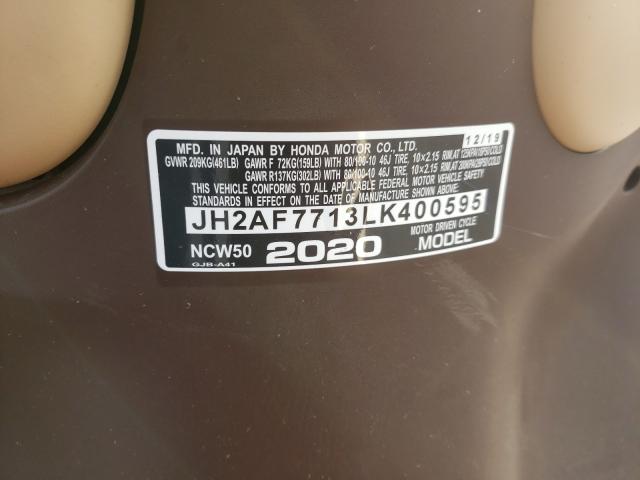 12/19
MFD. IN JAPAN BY HONDA MOTOR CO., LTD.
GVWR 209KG(461LB) GAWR F 72KG(159LB) WITH 80/100-10 46J TIRE, 10×2.15 RIM, AT 125KPA(18PSI)COLD
GAWR R137KG(302LB) WITH 80/100-10 46J TIRE, 10×2.15 RIM, AT 200KPA(29PSI)COLD
THIS VEHICLE CONFORMS TO ALL APPLICABLE FEDERAL MOTOR VEHICLE SAFETY
STANDARDS IN EFFECT ON THE DATE OF MANUFACTURE SHOWN ABOVE.
JH2AF7713LK400595
NCW50 2020 MOTOR DRIVEN CYCLE
MODEL
GJB-A41